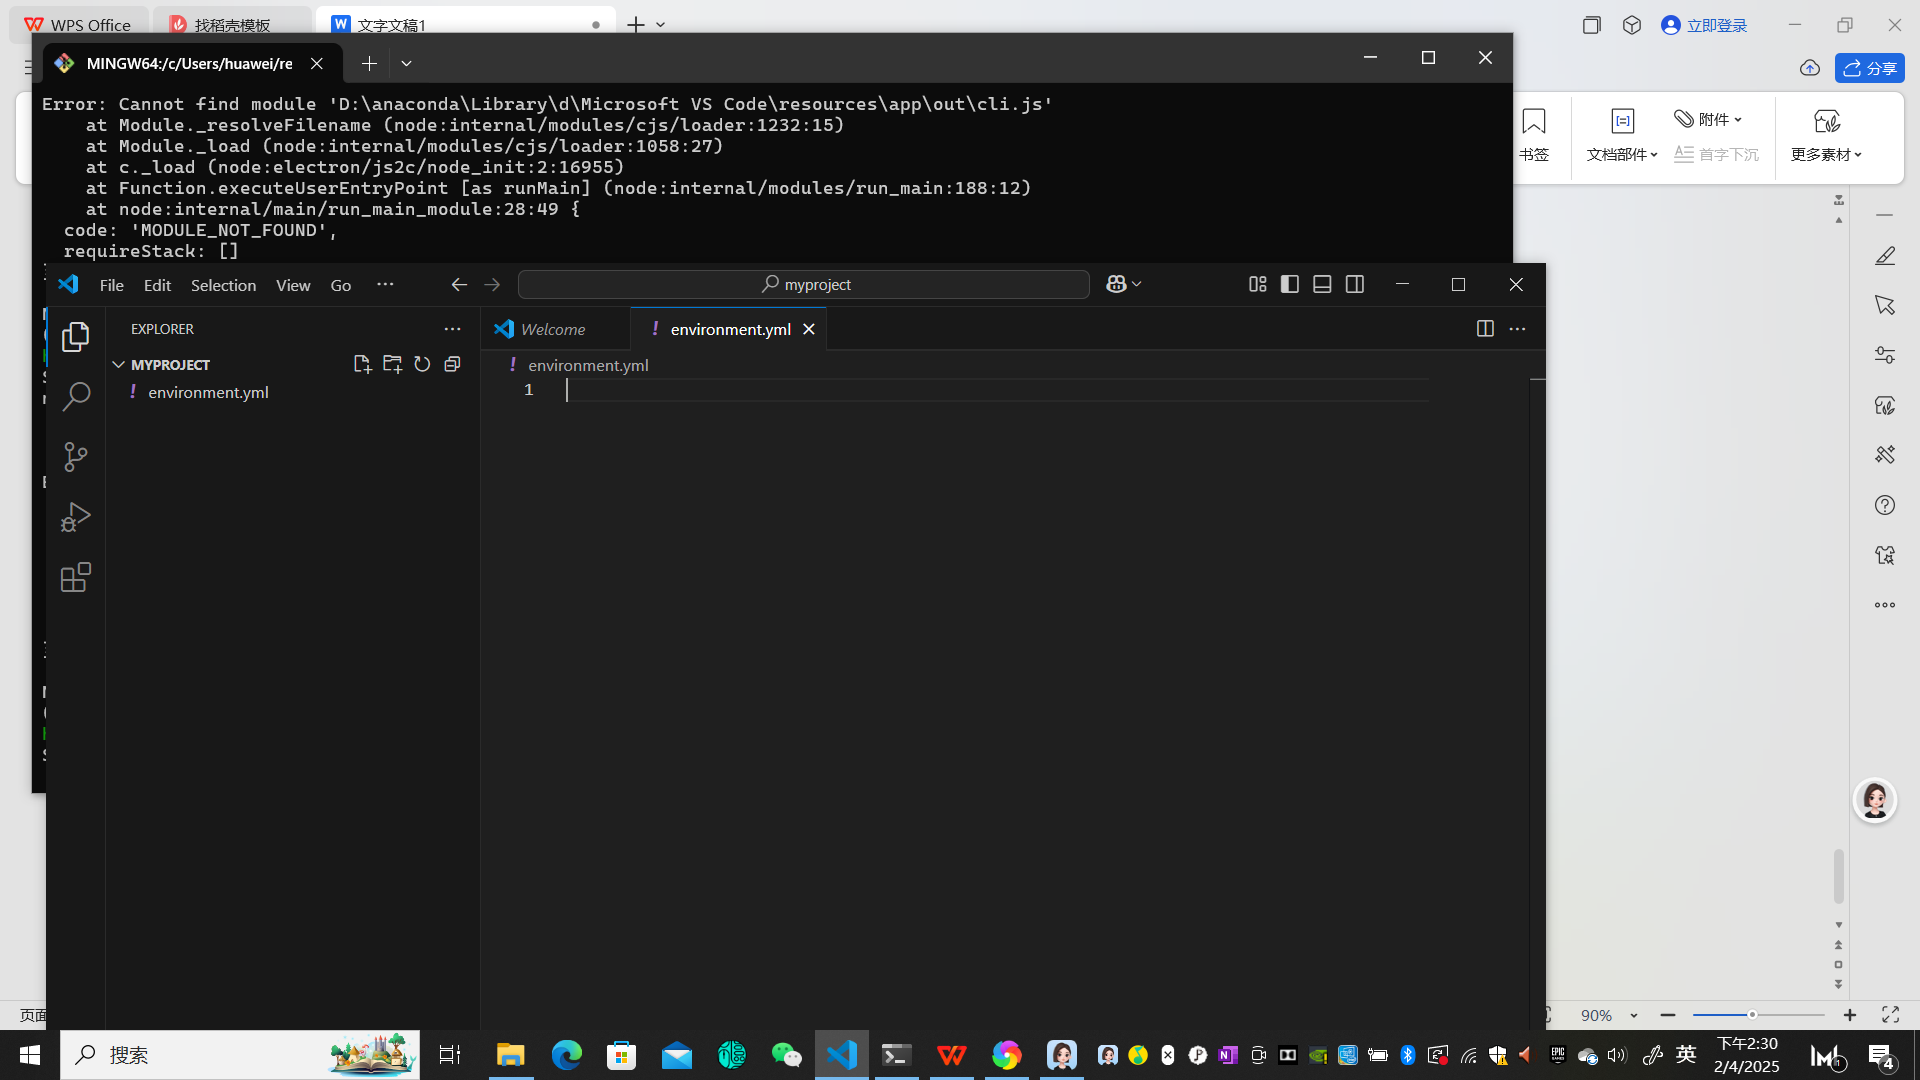 WPS Office
找稻壳模板
文字文稿1
立即登录
分享
MINGW64:/c/Users/huawei/re
Error: Cannot find module 'D:\anaconda\Library\d\Microsoft VS Code\resources\app\out\cli.js'
at Module._resolveFilename (node:internal/modules/cjs/loader:1232:15)
at Module._load (node:internal/modules/cjs/loader:1058:27)
at c._load (node:electron/js2c/node_init:2:16955)
at Function.executeUserEntryPoint [as runMain] (node:internal/modules/run_main:188:12)
at node:internal/main/run_main_module:28:49 {
code: 'MODULE_NOT_FOUND',
requireStack: []
书签
文档部件
附件
首字下沉
更多素材
File Edit Selection View Go
myproject
EXPLORER
MYPROJECT
environment.yml
Welcome
environment.yml
environment.yml
1
页面
90%
搜索
英
下午2:30
2/4/2025
4